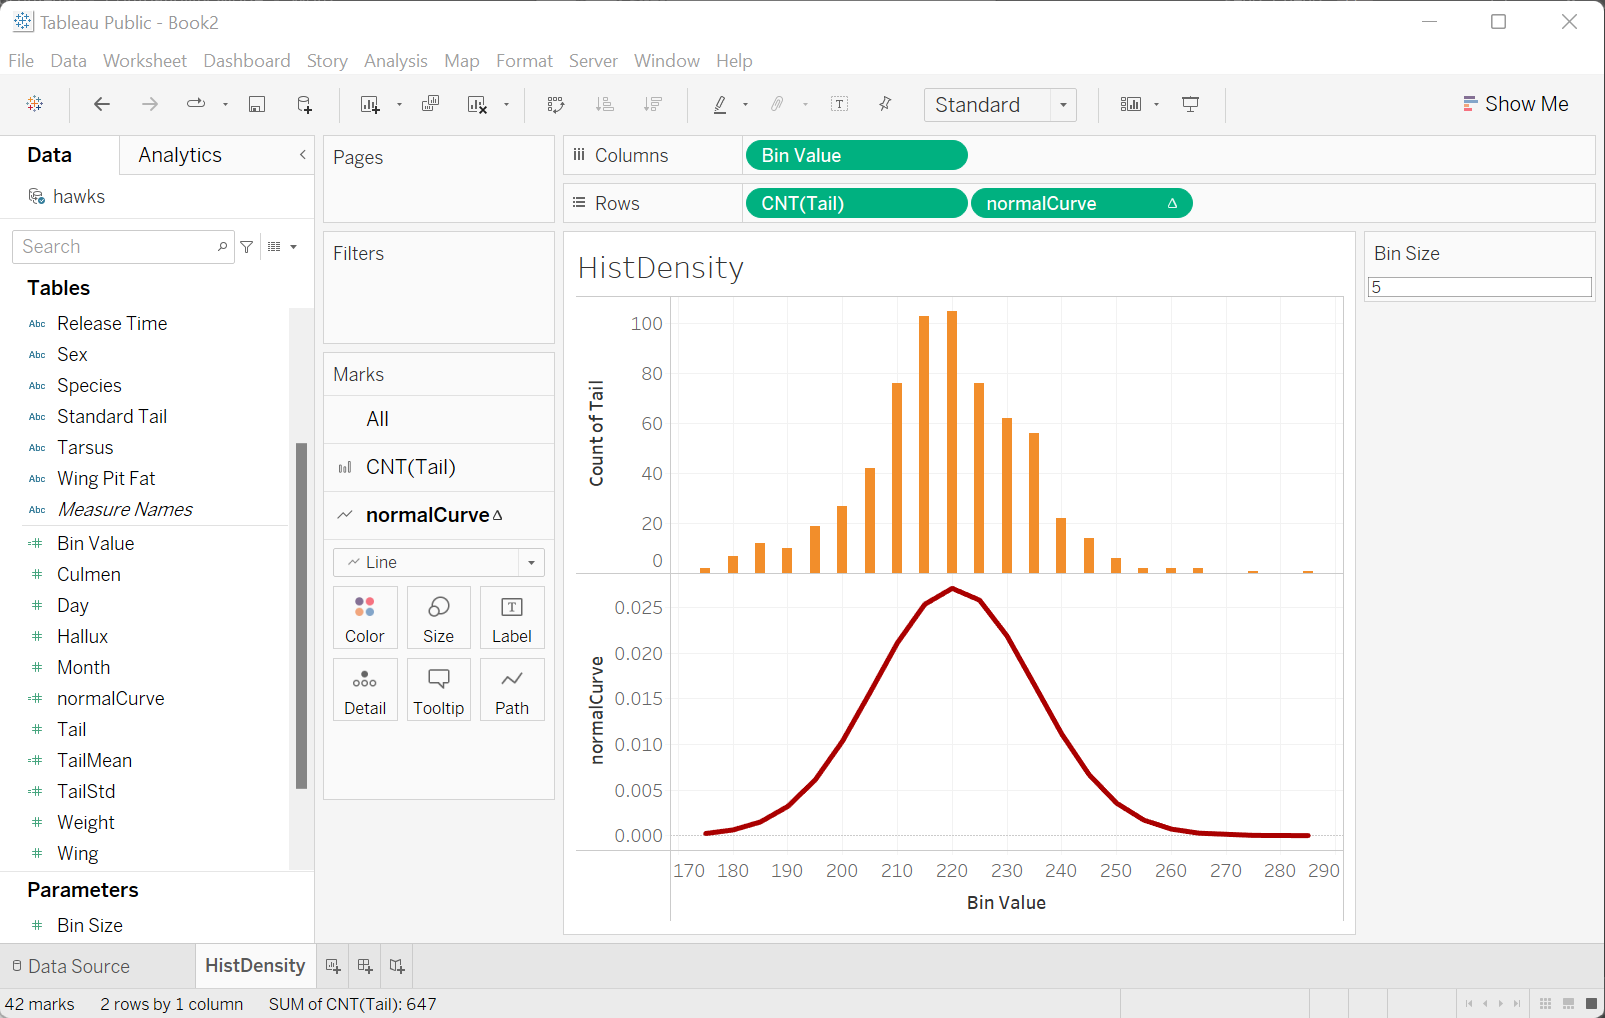 Tableau Public - Book2
File Data Worksheet Dashboard Story Analysis Map Format Server Window Help
Standard
Show Me
Data
Analytics
hawks
Search
Tables
Abc Release Time
Abc Sex
Abc Species
Abc Standard Tail
Abc Tarsus
Abc Wing Pit Fat
Abc Measure Names
Bin Value
Culmen
Day
Hallux
Month
normalCurve
Tail
TailMean
TailStd
Weight
Wing
Parameters
Bin Size
Pages
Filters
Marks
All
CNT(Tail)
normalCurve
Line
Color Size Label
Detail Tooltip Path
Columns Bin Value
Rows CNT(Tail) normalCurve
HistDensity
Count of Tail
100
80
60
40
20
0
normalCurve
0.025
0.020
0.015
0.010
0.005
0.000
170 180 190 200 210 220 230 240 250 260 270 280 290
Bin Value
Bin Size
5
Data Source HistDensity
42 marks 2 rows by 1 column SUM of CNT(Tail): 647